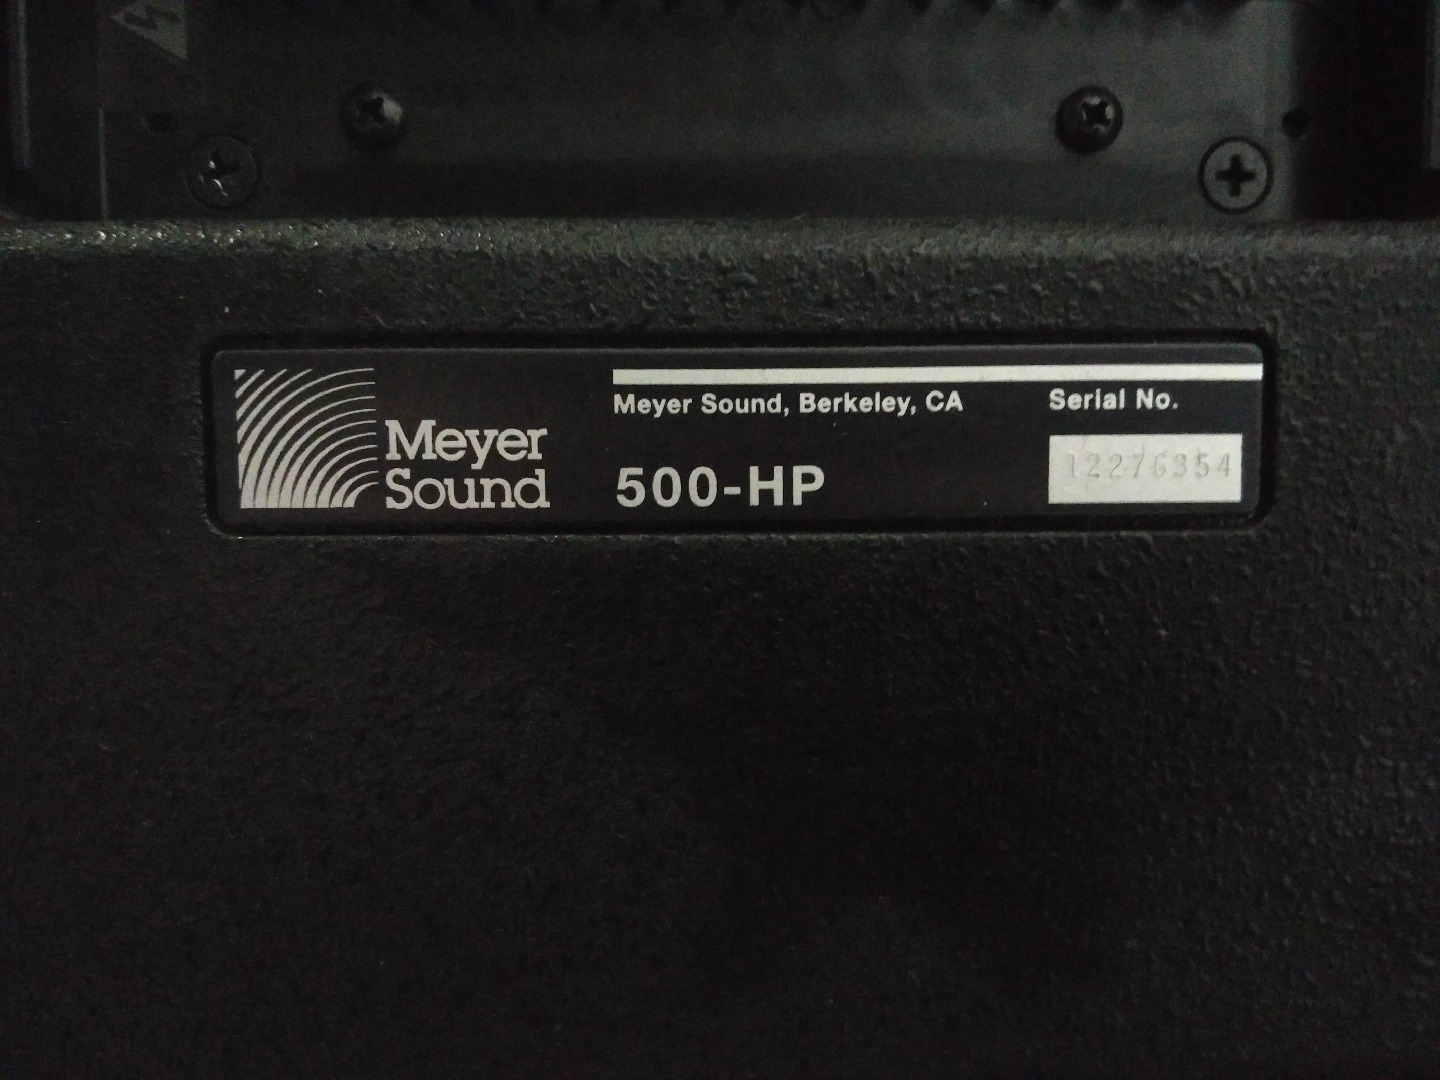 Meyer
Sound
Meyer Sound, Berkeley, CA
500-HP
Serial No.
12276354